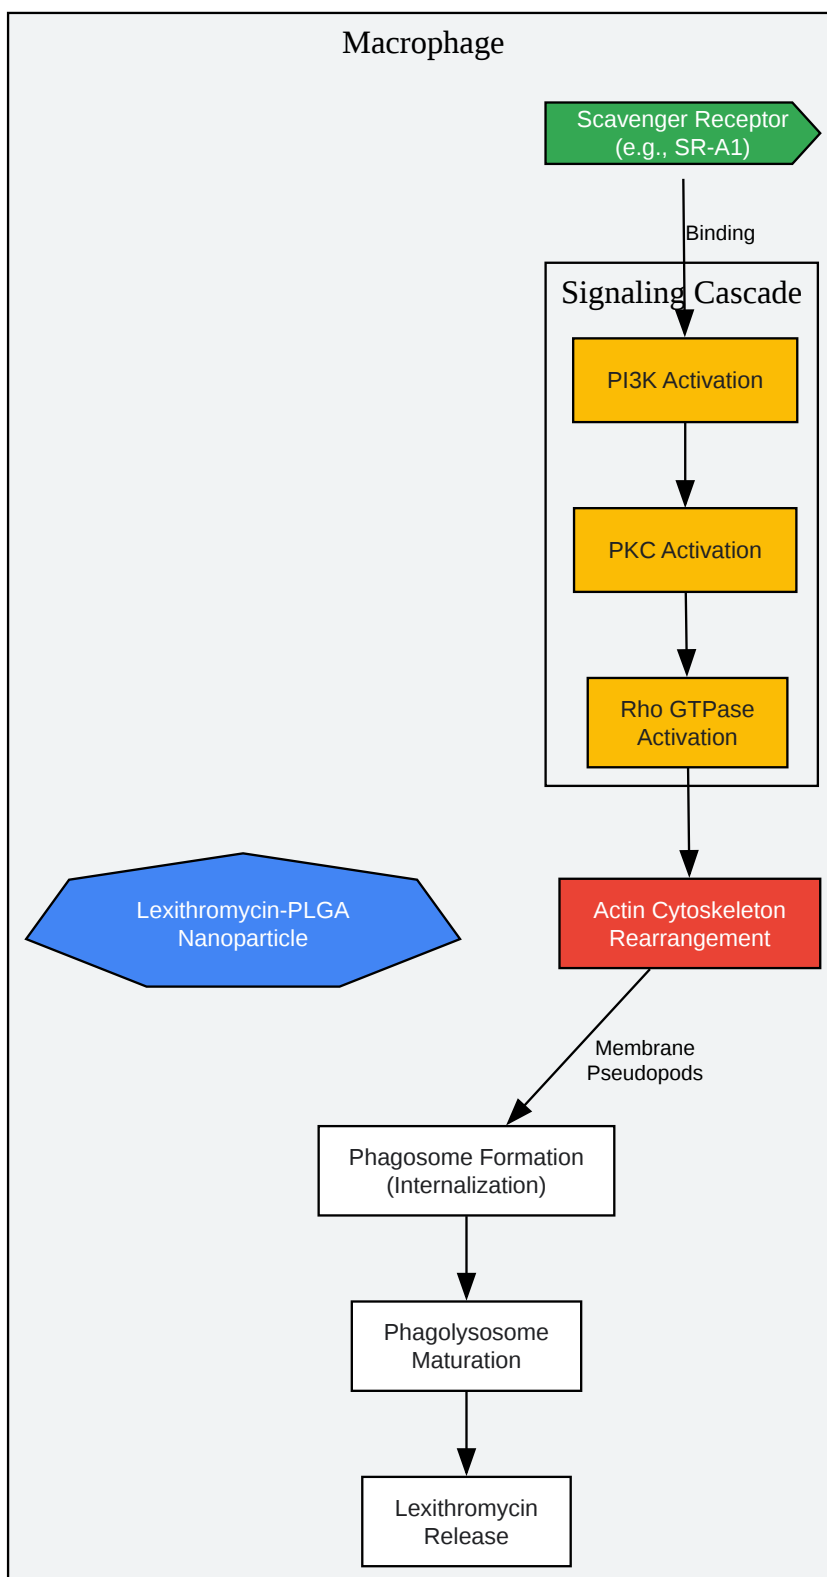 Macrophage
Scavenger Receptor
(e.g., SR-A1)
Binding
Signaling Cascade
PI3K Activation
PKC Activation
Rho GTPase
Activation
Lexithromycin-PLGA
Nanoparticle
Actin Cytoskeleton
Rearrangement
Membrane
Pseudopods
Phagosome Formation
(Internalization)
Phagolysosome
Maturation
Lexithromycin
Release